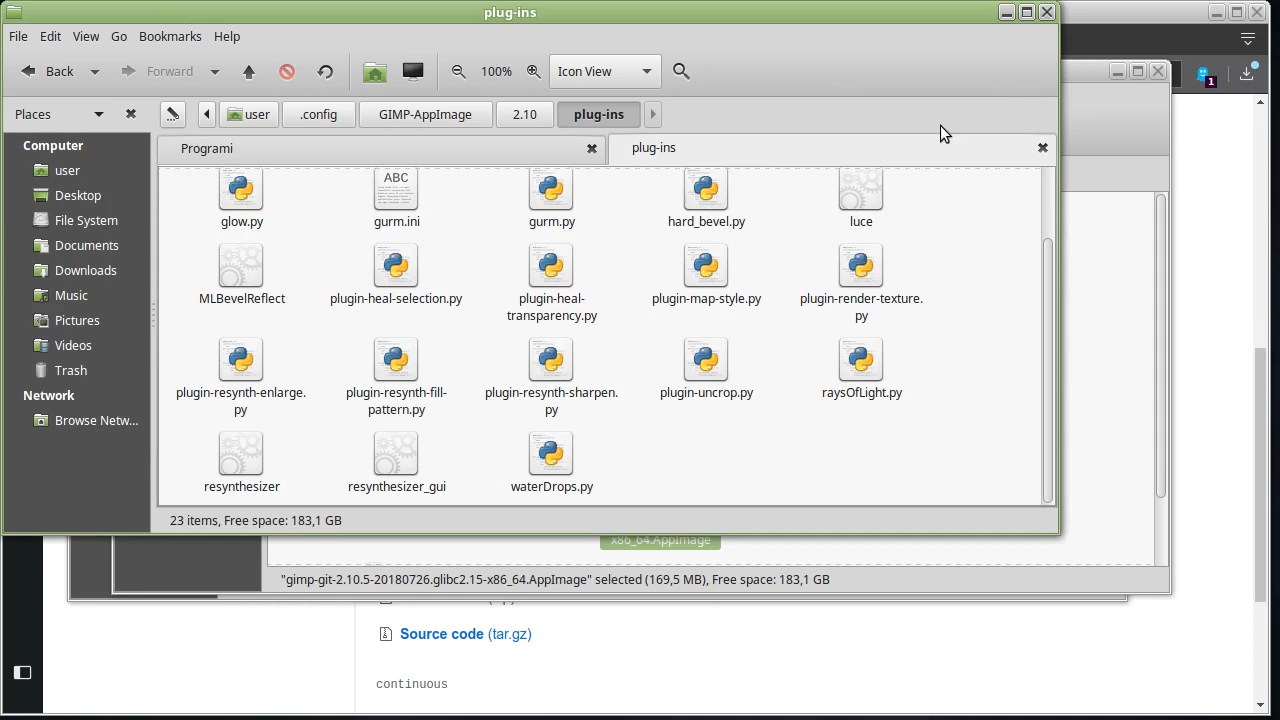 plug-ins
File Edit View Go Bookmarks Help
Back Forward 100% Icon View
1
Places user .config GIMP-AppImage 2.10 plug-ins
Programi plug-ins
Computer
user
Desktop
File System
Documents
Downloads
Music
Pictures
Videos
Trash
Network
Browse Netw...
ABC
glow.py gurm.ini gurm.py hard_bevel.py luce
MLBevelReflect plugin-heal-selection.py plugin-heal-
transparency.py plugin-map-style.py plugin-render-texture.
py
plugin-resynth-enlarge.
py plugin-resynth-fill-
pattern.py plugin-resynth-sharpen.
py plugin-uncrop.py raysOfLight.py
resynthesizer resynthesizer_gui waterDrops.py
23 items, Free space: 183,1 GB
x86_64.AppImage
"gimp-git-2.10.5-20180726.glibc2.15-x86_64.AppImage" selected (169,5 MB), Free space: 183,1 GB
Source code (tar.gz)
continuous